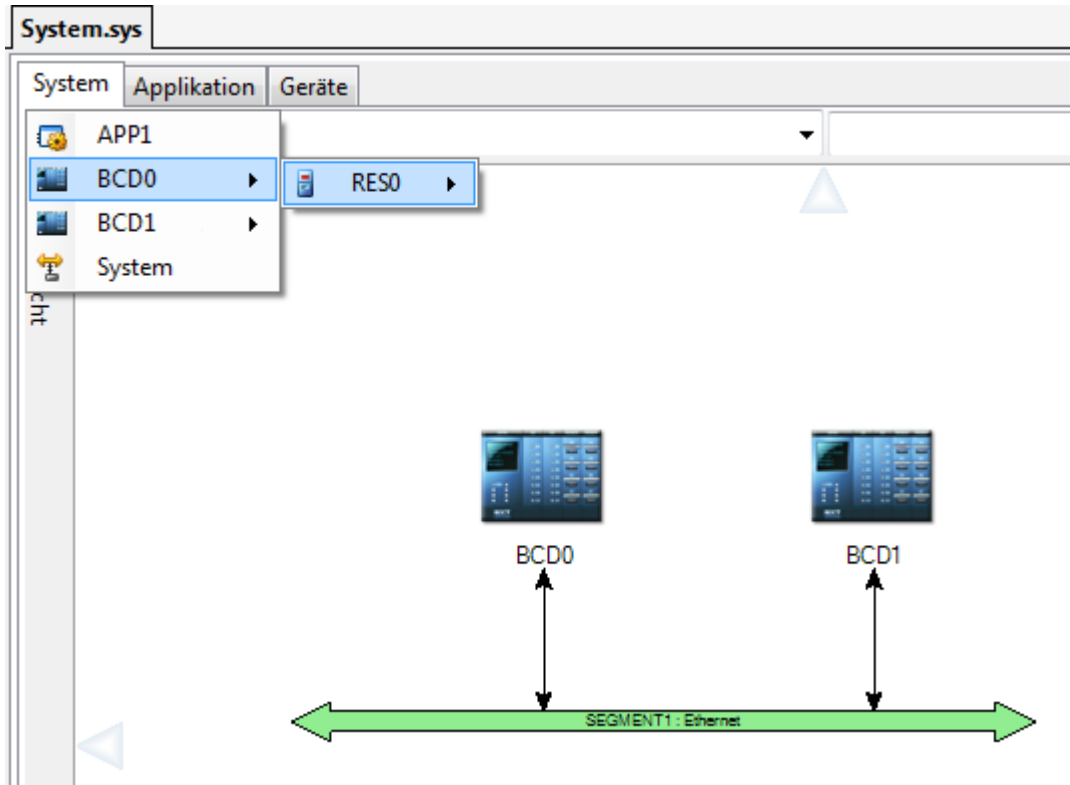 System.sys
System Applikation Geräte
APP1
BCD0 RES0
BCD1
System
cht
BCD0 BCD1
SEGMENT1 : Ethernet